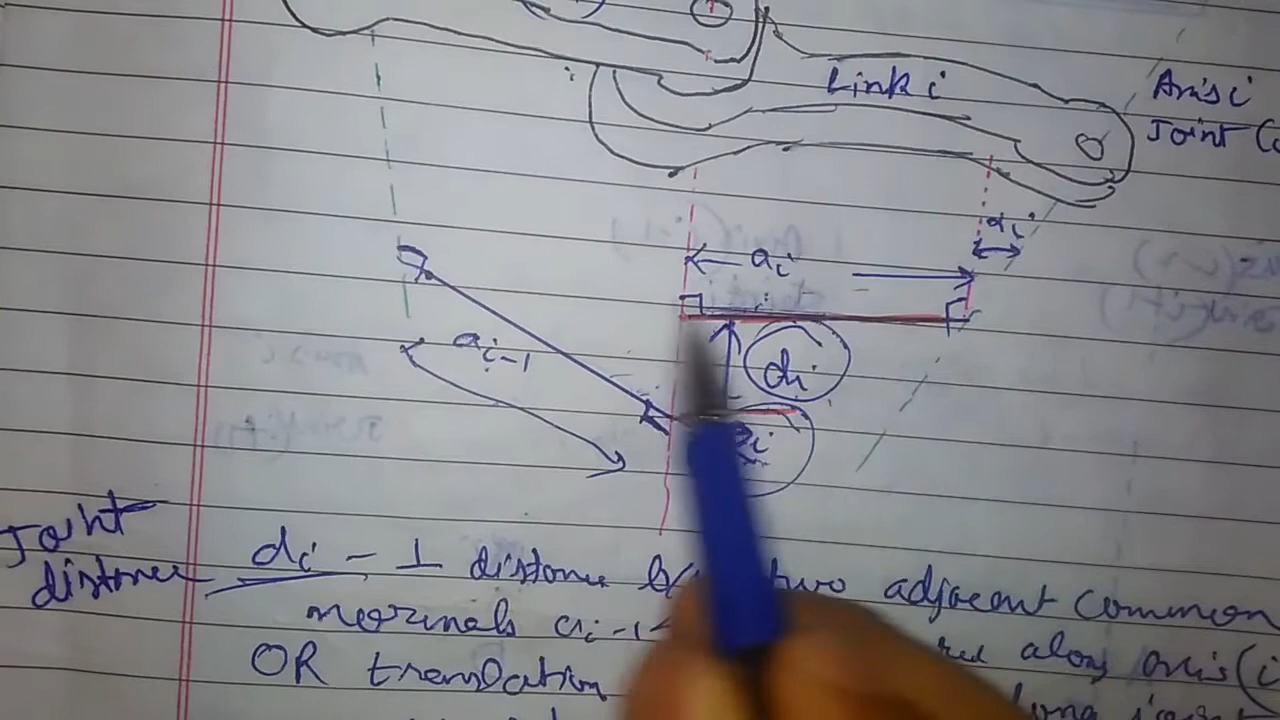 Link i
Axis i
Joint (
αi
ai
ai-1
di
Joint
distance
di - ⊥ distance b/ two adjacent common
normals ai-1
along axis (i
OR translation